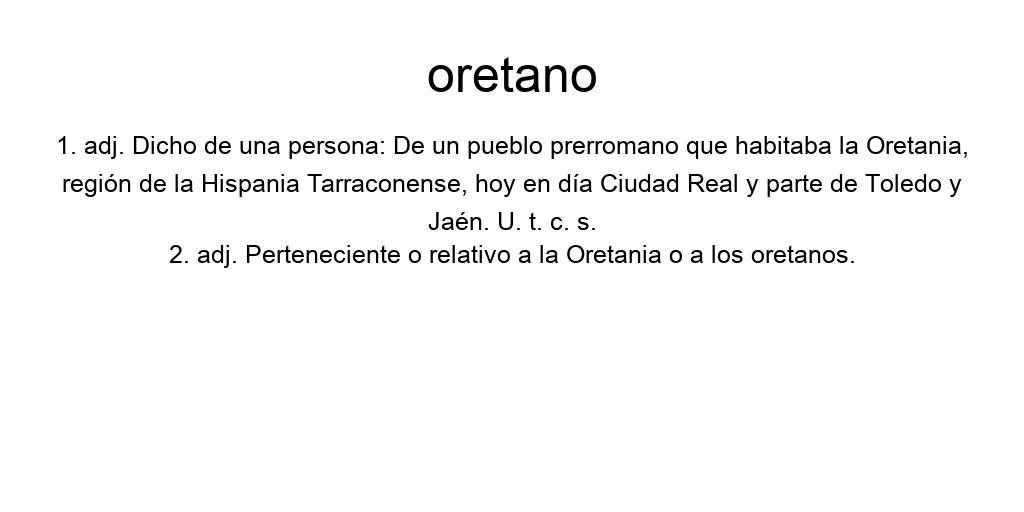 oretano
1. adj. Dicho de una persona: De un pueblo prerromano que habitaba la Oretania,
región de la Hispania Tarraconense, hoy en día Ciudad Real y parte de Toledo y
Jaén. U. t. c. s.
2. adj. Perteneciente o relativo a la Oretania o a los oretanos.